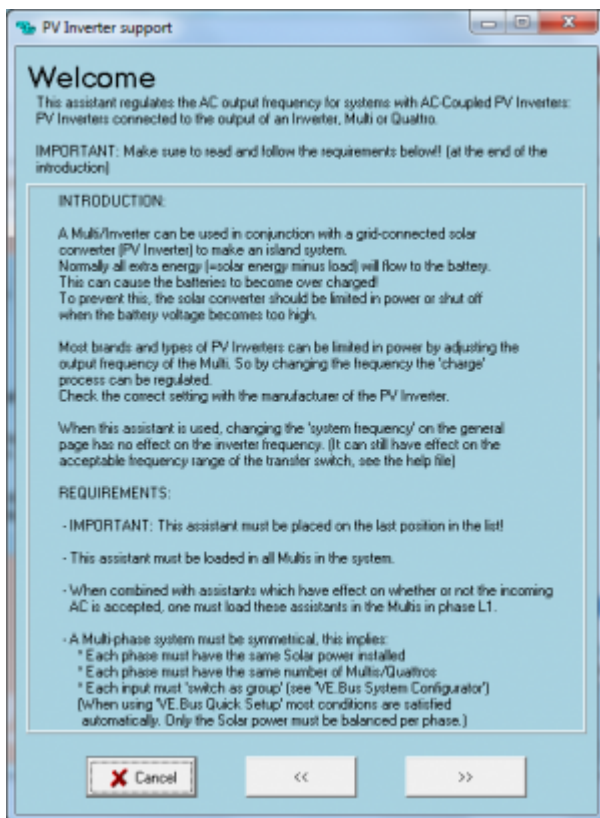 PV Inverter support
Welcome
This assistant regulates the AC output frequency for systems with AC-Coupled PV Inverters:
PV Inverters connected to the output of an Inverter, Multi or Quattro.
IMPORTANT: Make sure to read and follow the requirements below!! (at the end of the
introduction)
INTRODUCTION:
A Multi/Inverter can be used in conjunction with a grid-connected solar
converter (PV Inverter) to make an island system.
Normally all extra energy (=solar energy minus load) will flow to the battery.
This can cause the batteries to become over charged!
To prevent this, the solar converter should be limited in power or shut off
when the battery voltage becomes too high.
Most brands and types of PV Inverters can be limited in power by adjusting the
output frequency of the Multi. So by changing the frequency the 'charge'
process can be regulated.
Check the correct setting with the manufacturer of the PV Inverter.
When this assistant is used, changing the 'system frequency' on the general
page has no effect on the inverter frequency. (It can still have effect on the
acceptable frequency range of the transfer switch, see the help file)
REQUIREMENTS:
- IMPORTANT: This assistant must be placed on the last position in the list!
- This assistant must be loaded in all Multis in the system.
- When combined with assistants which have effect on whether or not the incoming
AC is accepted, one must load these assistants in the Multis in phase L1.
- A Multi-phase system must be symmetrical, this implies:
* Each phase must have the same Solar power installed
* Each phase must have the same number of Multis/Quattros
* Each input must 'switch as group' (see 'VE.Bus System Configurator')
(When using 'VE.Bus Quick Setup' most conditions are satisfied
automatically. Only the Solar power must be balanced per phase.)
Cancel
<<
>>